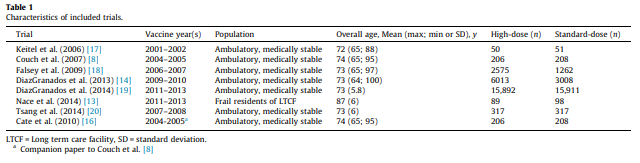 Table 1
Characteristics of included trials.
Trial Vaccine year(s) Population Overall age, Mean (max; min or SD), y High-dose (n) Standard-dose (n)
Keitel et al. (2006) [17] 2001–2002 Ambulatory, medically stable 72 (65; 88) 50 51
Couch et al. (2007) [8] 2004–2005 Ambulatory, medically stable 74 (65; 95) 206 208
Falsey et al. (2009) [18] 2006–2007 Ambulatory, medically stable 73 (65; 97) 2575 1262
DiazGranados et al. (2013) [14] 2009–2010 Ambulatory, medically stable 73 (64; 100) 6013 3008
DiazGranados et al. (2014) [19] 2011–2013 Ambulatory, medically stable 73 (5.8) 15,892 15,911
Nace et al. (2014) [13] 2011–2013 Frail residents of LTCF 87 (6) 89 98
Tsang et al. (2014) [20] 2007–2008 Ambulatory, medically stable 73 (6) 317 317
Cate et al. (2010) [16] 2004-2005ᵃ Ambulatory, medically stable 74 (65; 95) 206 208
LTCF = Long term care facility, SD = standard deviation.
ᵃ Companion paper to Couch et al. [8]